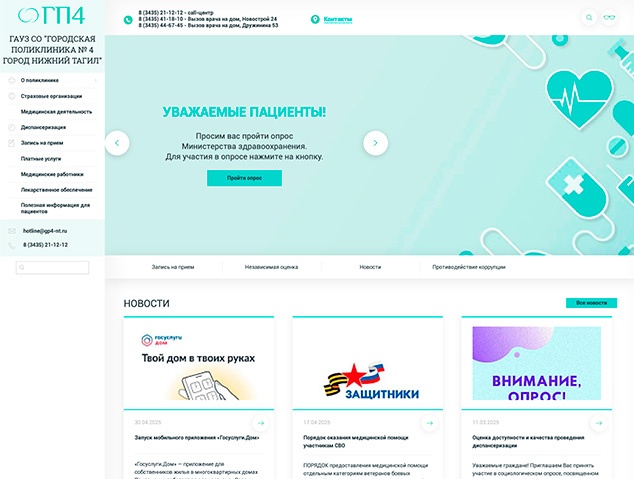 ГП4
ГАУЗ СО "ГОРОДСКАЯ
ПОЛИКЛИНИКА № 4
ГОРОД НИЖНИЙ ТАГИЛ"
О поликлинике
Страховые организации
Медицинская деятельность
Диспансеризация
Запись на прием
Платные услуги
Медицинские работники
Лекарственное обеспечение
Полезная информация для
пациентов
hotline@gp4-nt.ru
8 (3435) 21-12-12
8 (3435) 21-12-12 - call-центр
8 (3435) 41-18-10 - Вызов врача на дом, Новострой 24
8 (3435) 44-67-45 - Вызов врача на дом, Дружинина 53
Контакты
УВАЖАЕМЫЕ ПАЦИЕНТЫ!
Просим вас пройти опрос
Министерства здравоохранения.
Для участия в опросе нажмите на кнопку.
Пройти опрос
Запись на прием
Независимая оценка
Новости
Противодействие коррупции
НОВОСТИ
Все новости
госуслуги
дом
Твой дом в твоих руках
30.04.2025
Запуск мобильного приложения «Госуслуги.Дом»
«Госуслуги.Дом» — приложение для
собственников жилья в многоквартирных домах
ЗАЩИТНИКИ
17.04.2025
Порядок оказания медицинской помощи
участникам СВО
ПОРЯДОК предоставления медицинской помощи
отдельным категориям ветеранов боевых
ВНИМАНИЕ,
ОПРОС!
11.03.2025
Оценка доступности и качества проведения
диспансеризации
Уважаемые граждане! Приглашаем Вас принять
участие в социологическом опросе, посвященном